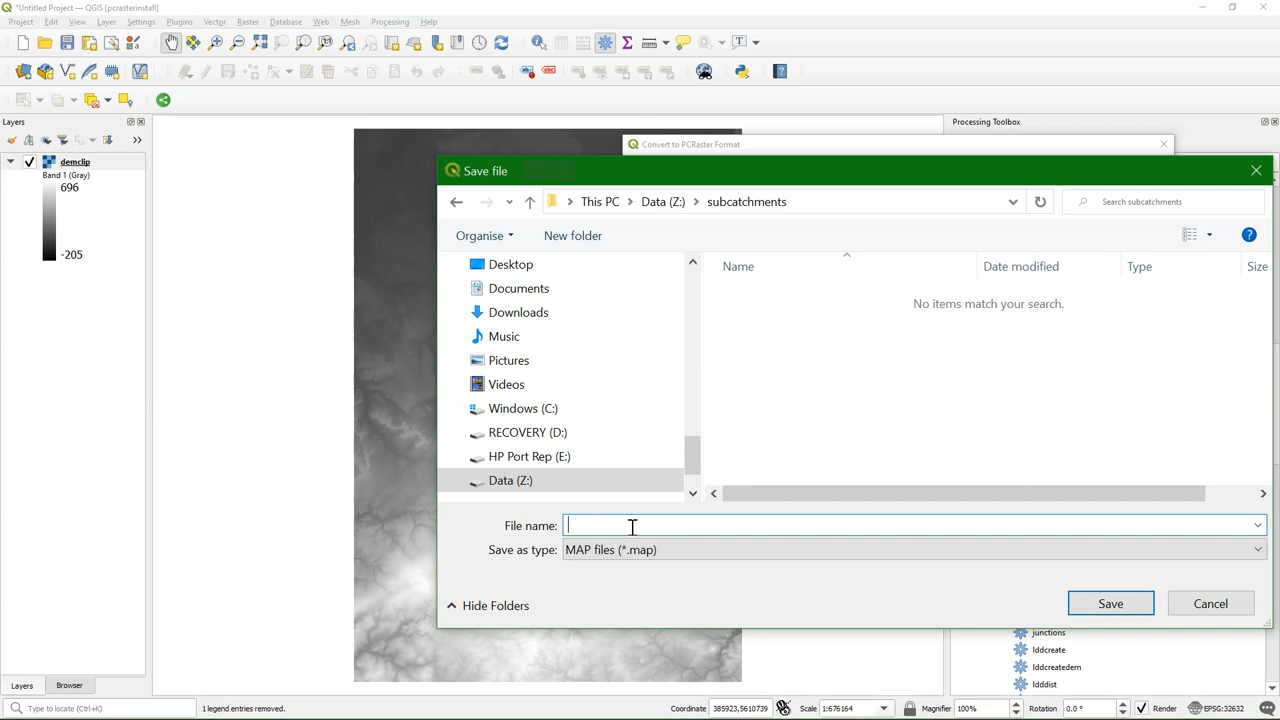 *Untitled Project — QGIS [pcrasterinstall]
Project Edit View Layer Settings Plugins Vector Raster Database Web Mesh Processing Help
Layers
Processing Toolbox
Convert to PCRaster Format
demclip
Band 1 (Gray)
696
-205
Save file
This PC > Data (Z:) > subcatchments
Search subcatchments
Organise
New folder
Name Date modified Type Size
No items match your search.
Desktop
Documents
Downloads
Music
Pictures
Videos
Windows (C:)
RECOVERY (D:)
HP Port Rep (E:)
Data (Z:)
File name:
Save as type: MAP files (*.map)
Hide Folders
Save
Cancel
junctions
lddcreate
lddcreatedem
ldddist
Layers Browser
Type to locate (Ctrl+K)
1 legend entries removed.
Coordinate 385923,5610739
Scale 1:676164
Magnifier 100%
Rotation 0.0 °
Render
EPSG:32632